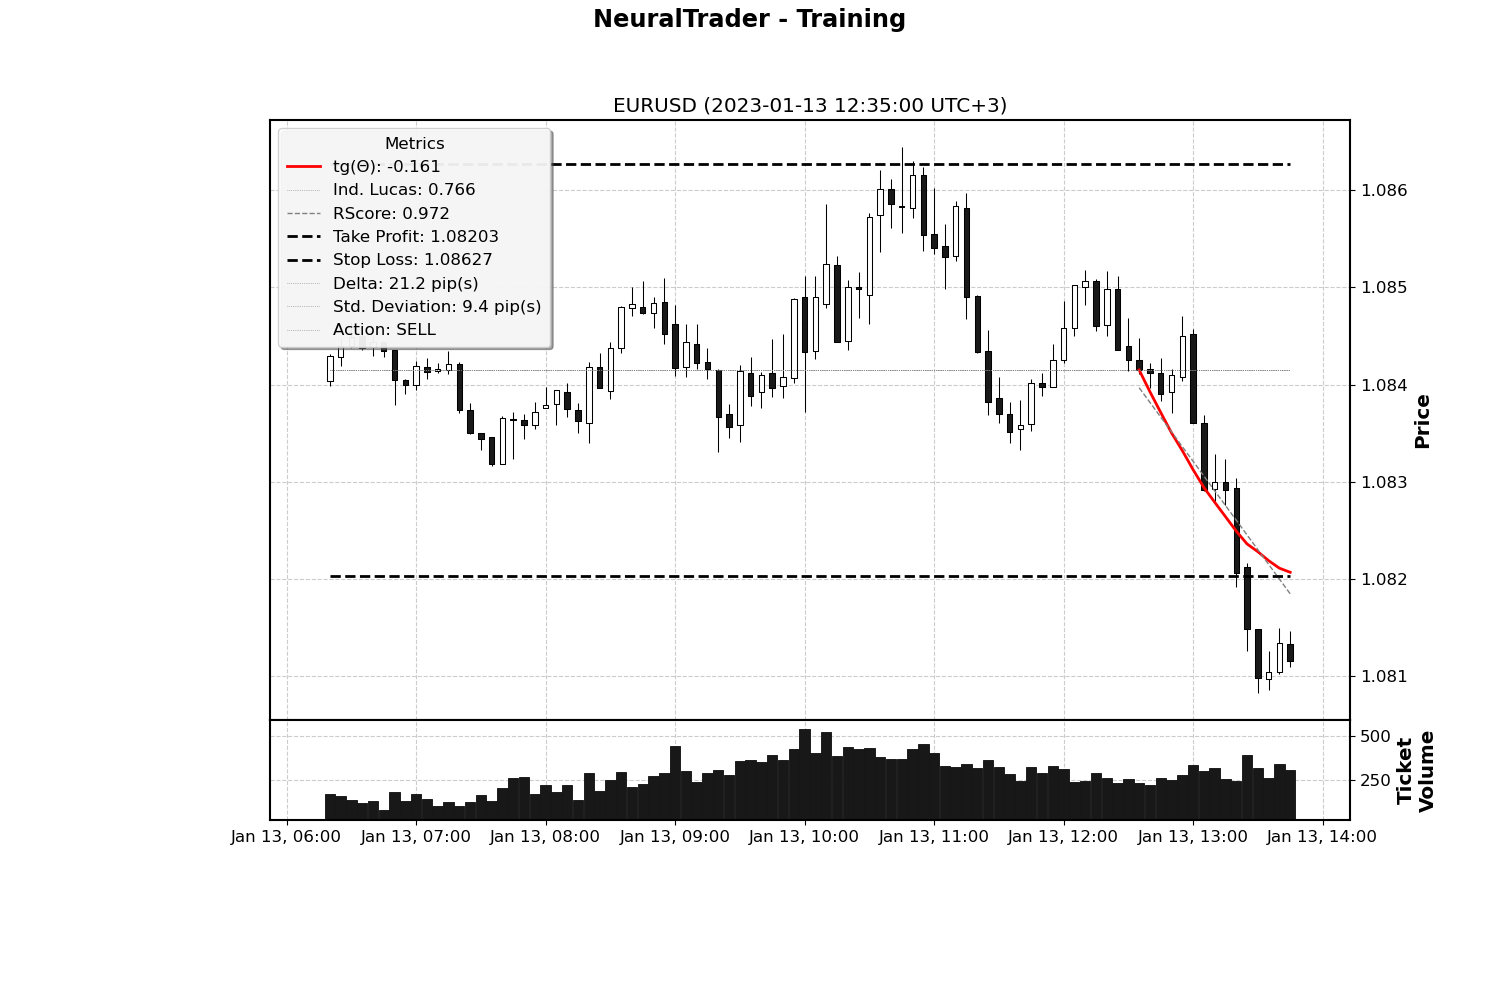 NeuralTrader - Training
EURUSD (2023-01-13 12:35:00 UTC+3)
Metrics
tg(Θ): -0.161
Ind. Lucas: 0.766
RScore: 0.972
Take Profit: 1.08203
Stop Loss: 1.08627
Delta: 21.2 pip(s)
Std. Deviation: 9.4 pip(s)
Action: SELL
1.086
1.085
1.084
1.083
1.082
1.081
Price
500
250
Ticket
Volume
Jan 13, 06:00
Jan 13, 07:00
Jan 13, 08:00
Jan 13, 09:00
Jan 13, 10:00
Jan 13, 11:00
Jan 13, 12:00
Jan 13, 13:00
Jan 13, 14:00